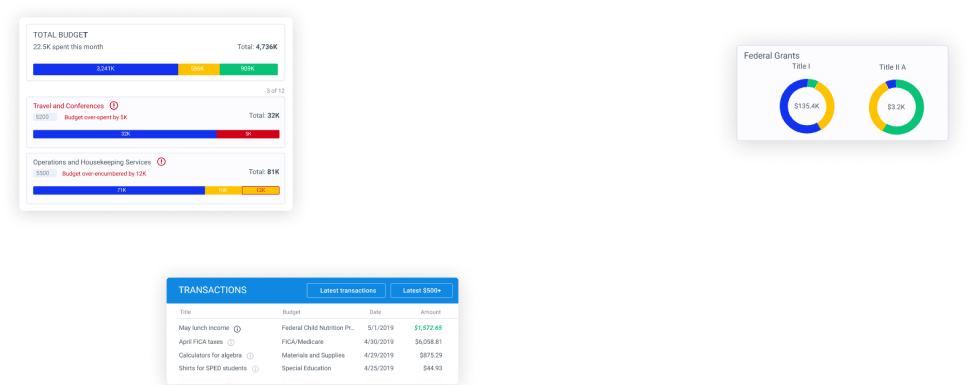 TOTAL BUDGET
22.5K spent this month Total: 4,736K
3,241K 586K 909K
5 of 12
Travel and Conferences
5200 Budget over-spent by 5K Total: 32K
32K 5K
Operations and Housekeeping Services
5500 Budget over-encumbered by 12K Total: 81K
71K 10K 12K
Federal Grants
Title I Title II A
$135.4K $3.2K
TRANSACTIONS Latest transactions Latest $500+
Title Budget Date Amount
May lunch income Federal Child Nutrition Pr... 5/1/2019 $1,572.65
April FICA taxes FICA/Medicare 4/30/2019 $6,058.81
Calculators for algebra Materials and Supplies 4/29/2019 $875.29
Shirts for SPED students Special Education 4/25/2019 $44.93